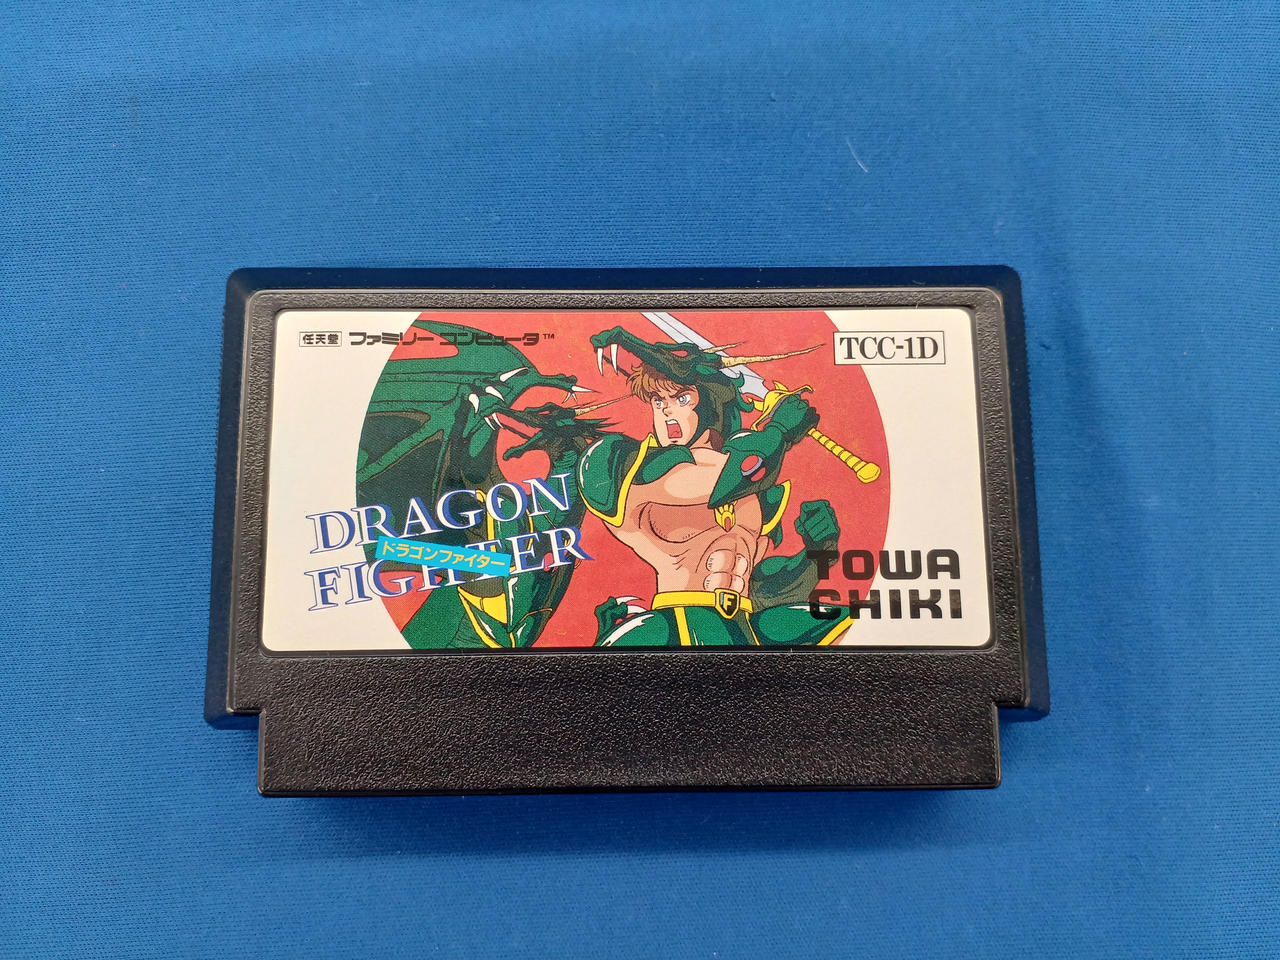 任天堂 ファミリー コンピュータ™
TCC-1D
DRAGON
ドラゴンファイター
FIGHTER
F
TOWA
CHIKI